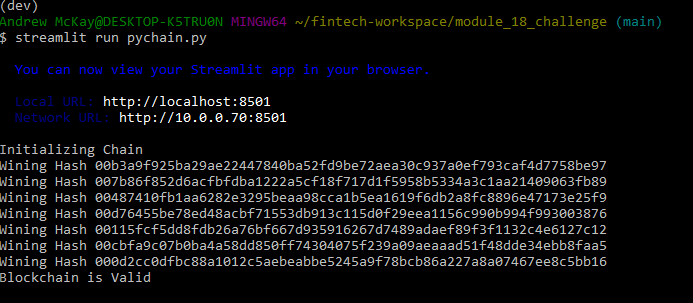 (dev)
Andrew McKay@DESKTOP-K5TRU0N MINGW64 ~/fintech-workspace/module_18_challenge (main)
$ streamlit run pychain.py
You can now view your Streamlit app in your browser.
Local URL: http://localhost:8501
Network URL: http://10.0.0.70:8501
Initializing Chain
Wining Hash 00b3a9f925ba29ae22447840ba52fd9be72aea30c937a0ef793caf4d7758be97
Wining Hash 007b86f852d6acfbfdba1222a5cf18f717d1f5958b5334a3c1aa21409063fb89
Wining Hash 00487410fb1aa6282e3295beaa98cca1b5ea1619f6db2a8fc8896e47173e25f9
Wining Hash 00d76455be78ed48acbf71553db913c115d0f29eea1156c990b994f993003876
Wining Hash 00115fcf5dd8fdb26a76bf667d935916267d7489adaef89f3f1132c4e6127c12
Wining Hash 00cbfa9c07b0ba4a58dd850ff74304075f239a09aeaaad51f48dde34ebb8faa5
Wining Hash 000d2cc0dfbc88a1012c5aebeabbe5245a9f78bcb86a227a8a07467ee8c5bb16
Blockchain is Valid